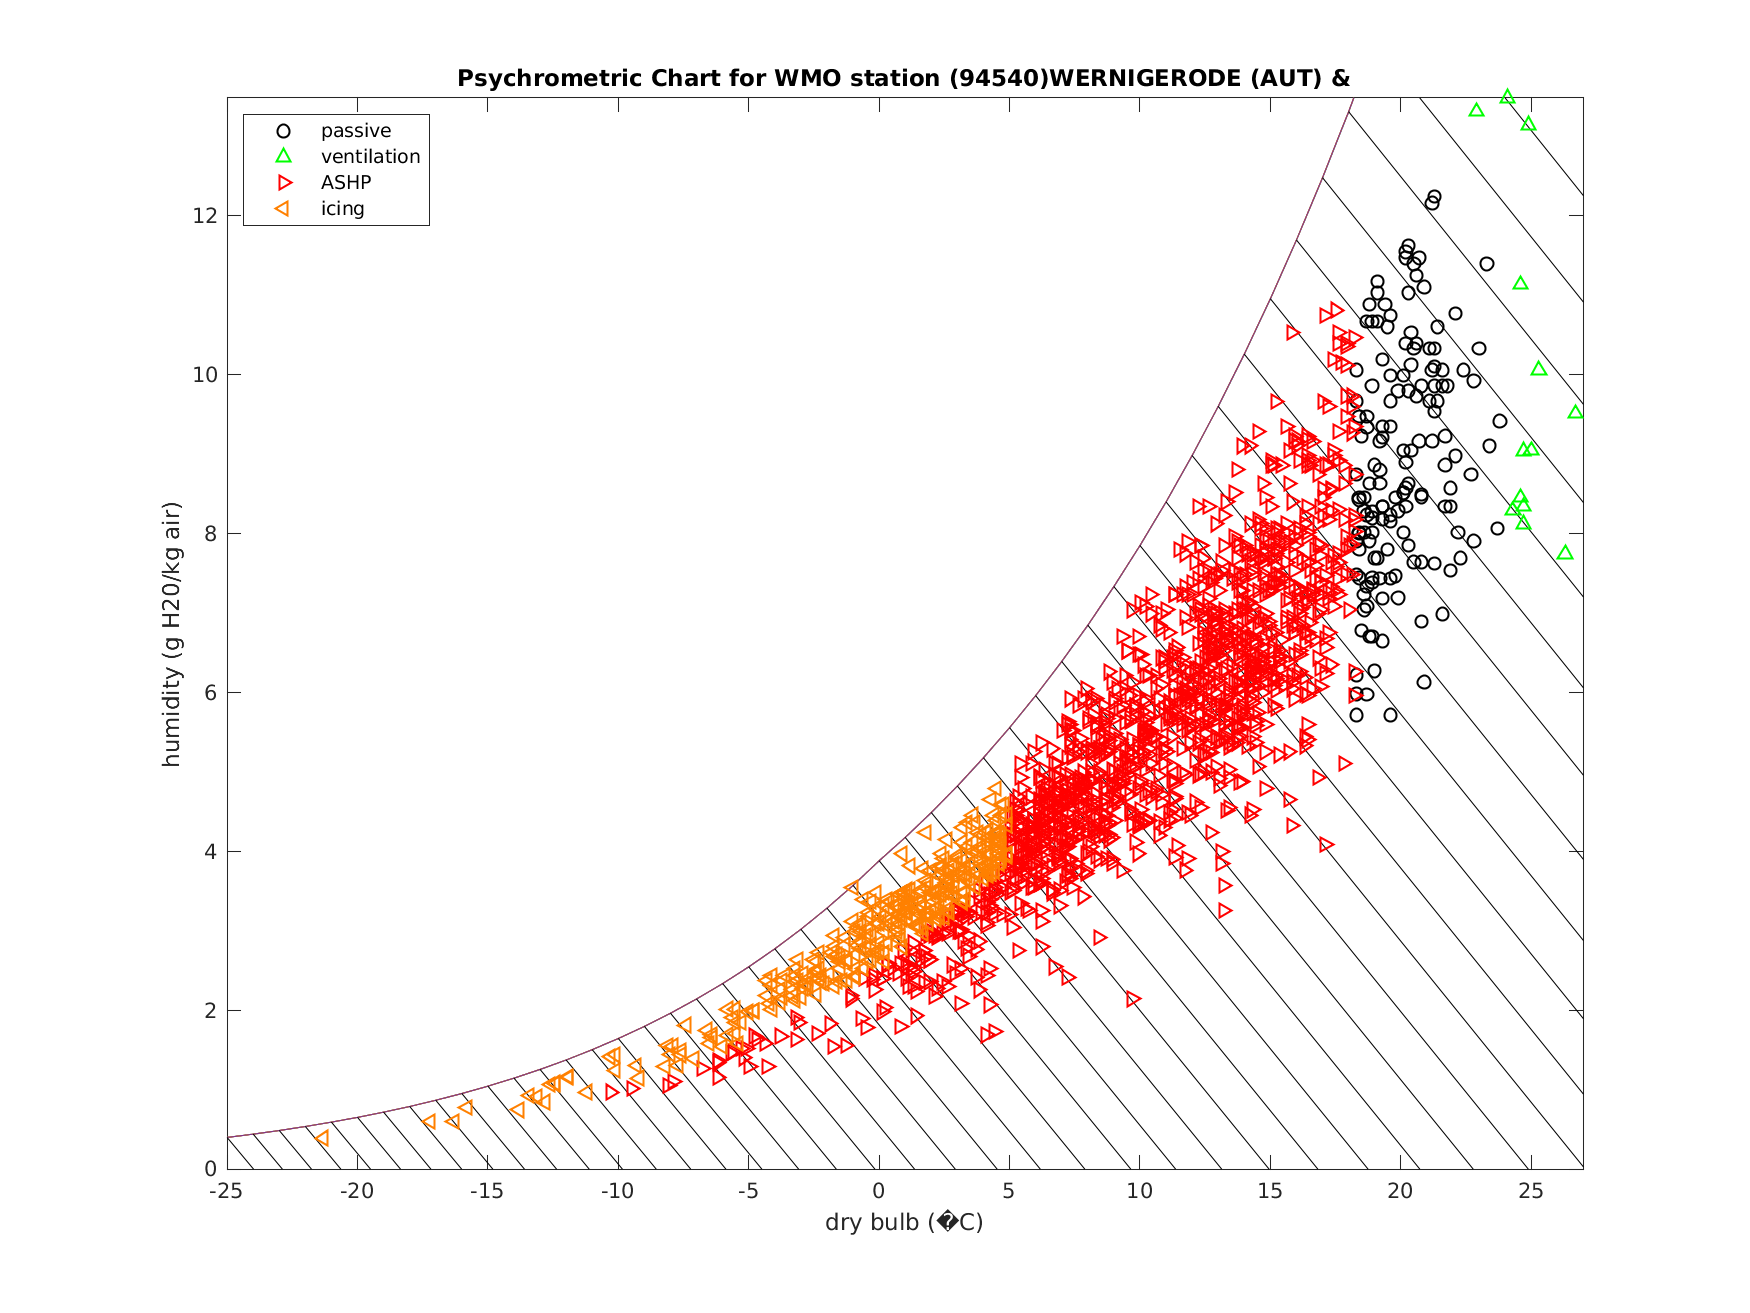 Psychrometric Chart for WMO station (94540)WERNIGERODE (AUT) &
passive
ventilation
ASHP
icing
humidity (g H20/kg air)
12
10
8
6
4
2
0
-25 -20 -15 -10 -5 0 5 10 15 20 25
dry bulb (�C)